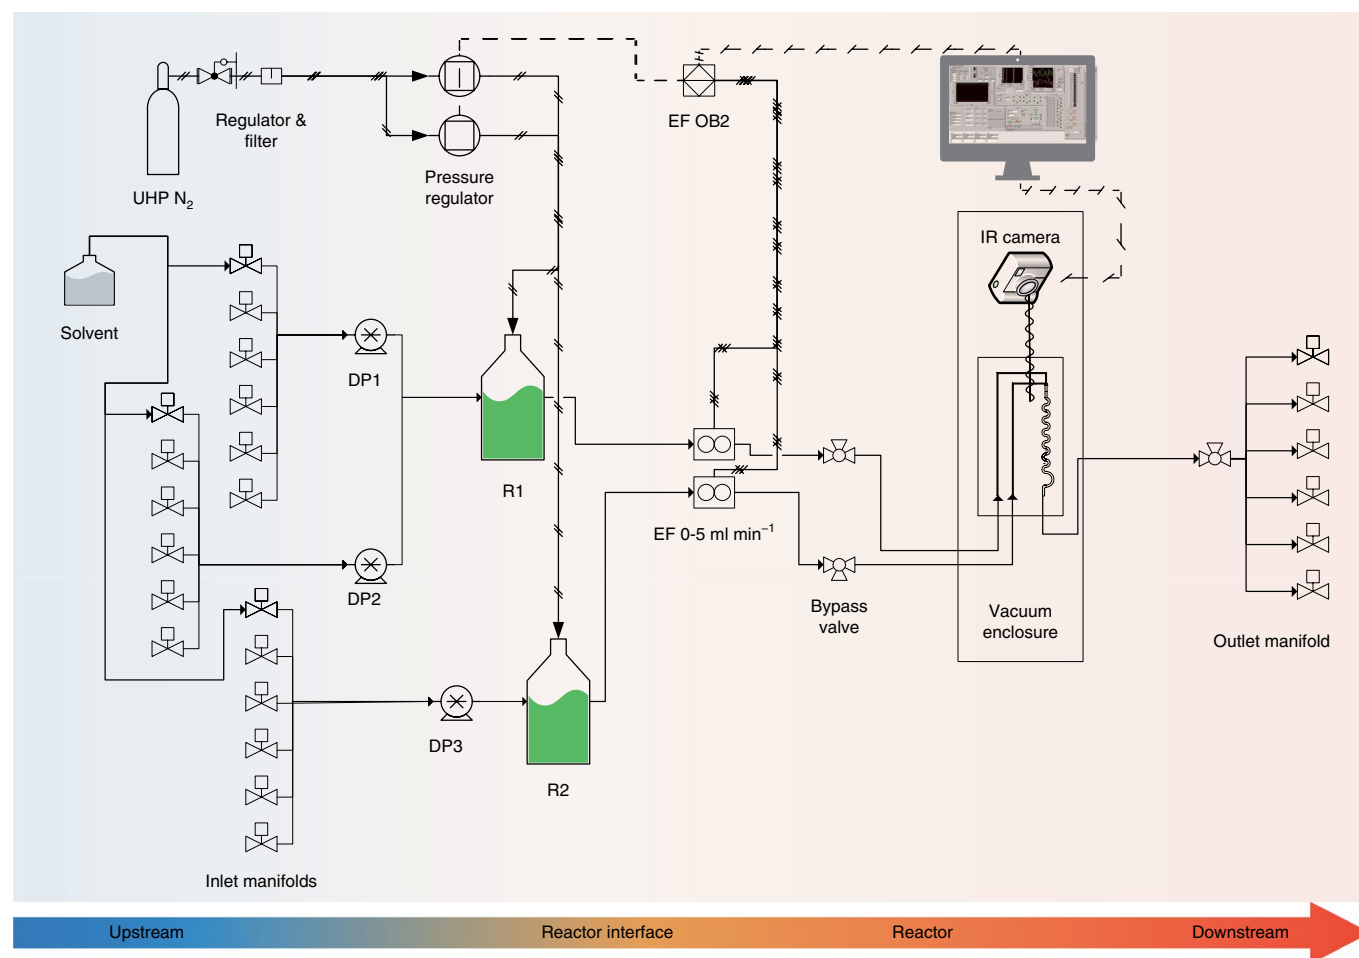 Regulator &
filter
UHP N2
Pressure
regulator
EF OB2
IR camera
Solvent
DP1
R1
EF 0-5 ml min−1
DP2
Bypass
valve
Vacuum
enclosure
Outlet manifold
DP3
R2
Inlet manifolds
Upstream
Reactor interface
Reactor
Downstream